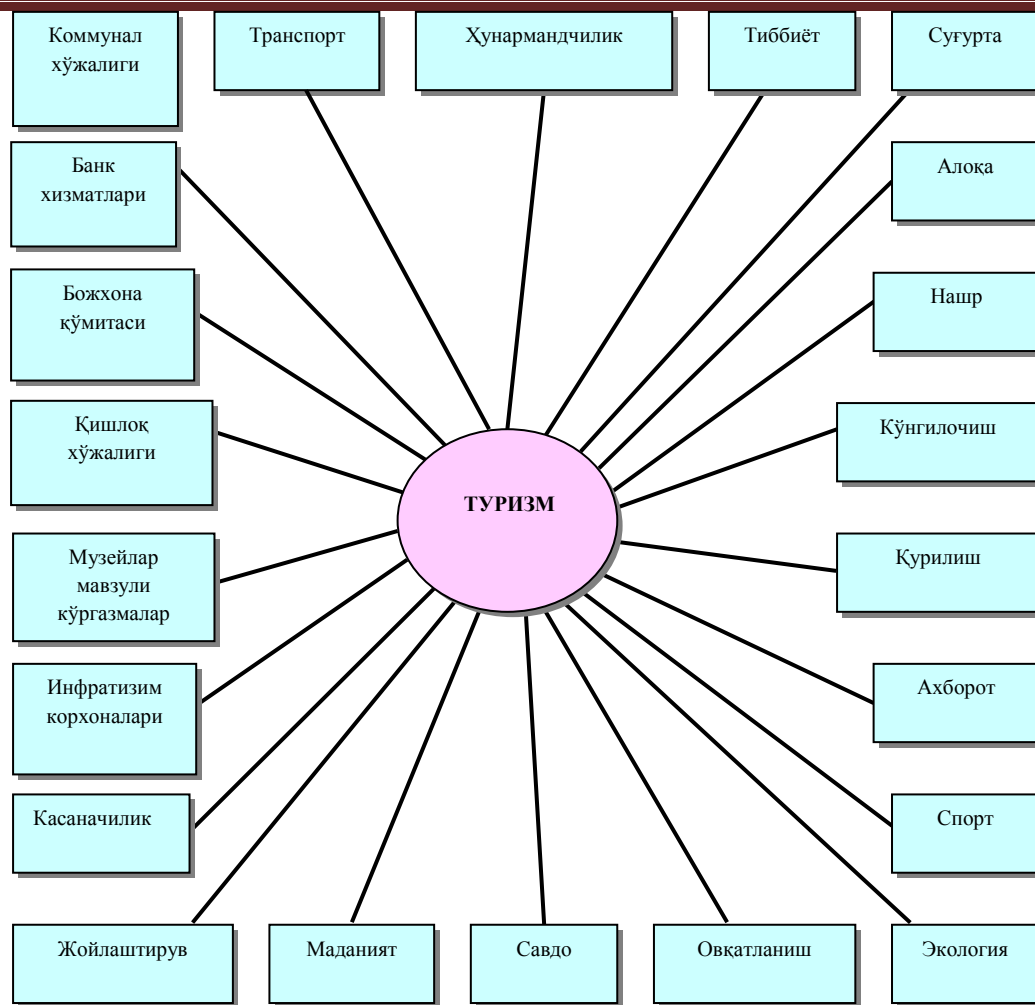 Коммунал
хўжалиги
Транспорт
Ҳунармандчилик
Тиббиёт
Суғурта
Банк
хизматлари
Алоқа
Божхона
қўмитаси
Нашр
Қишлоқ
хўжалиги
Кўнгилочиш
ТУРИЗМ
Музейлар
мавзули
кўргазмалар
Қурилиш
Инфратизим
корхоналари
Ахборот
Касаначилик
Спорт
Жойлаштирув
Маданият
Савдо
Овқатланиш
Экология